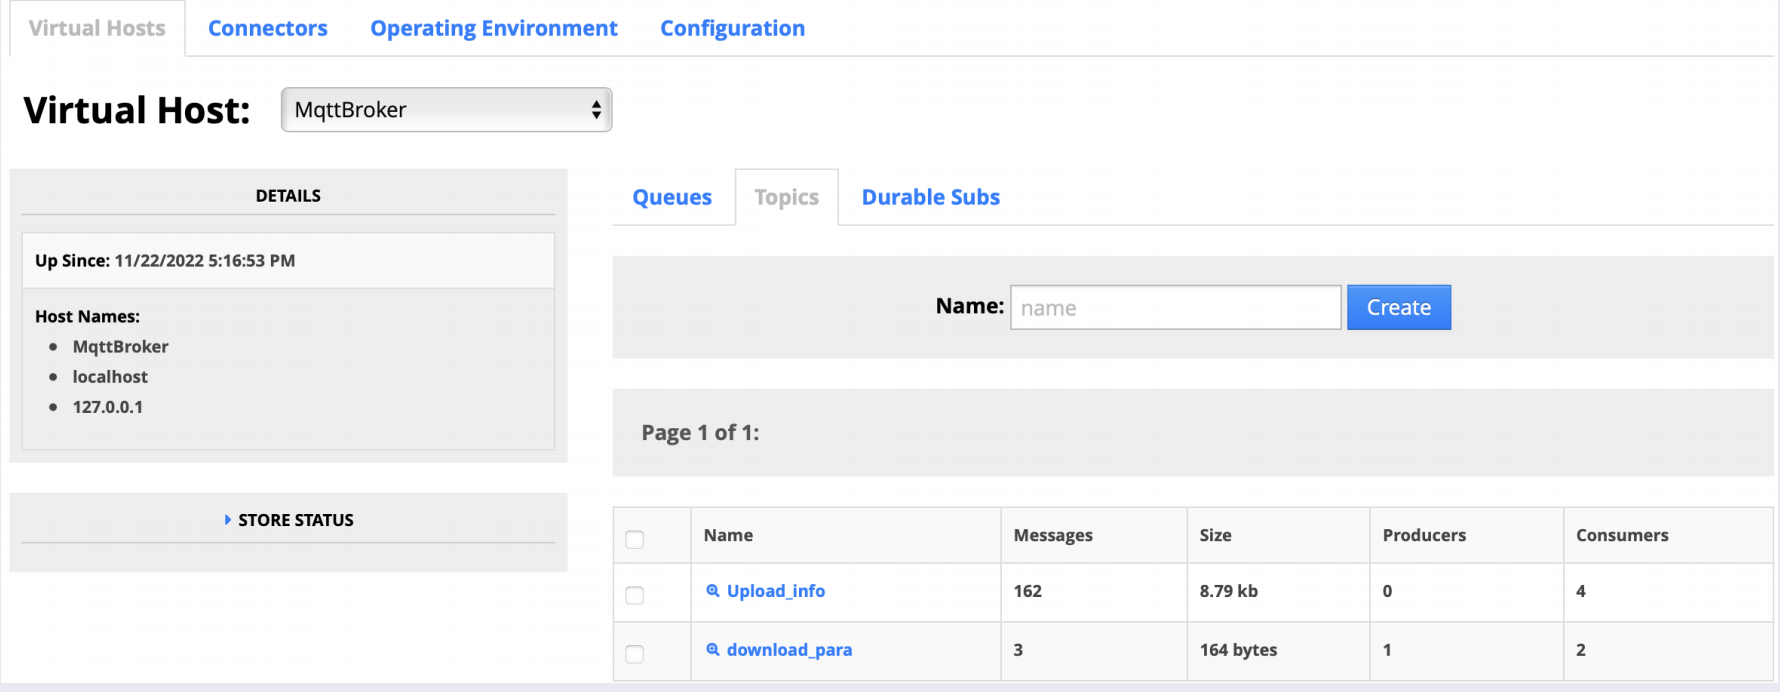 Virtual Hosts Connectors Operating Environment Configuration
Virtual Host: MqttBroker
DETAILS
Up Since: 11/22/2022 5:16:53 PM
Host Names:
MqttBroker
localhost
127.0.0.1
STORE STATUS
Queues Topics Durable Subs
Name: name Create
Page 1 of 1:
Name Messages Size Producers Consumers
Upload_info 162 8.79 kb 0 4
download_para 3 164 bytes 1 2